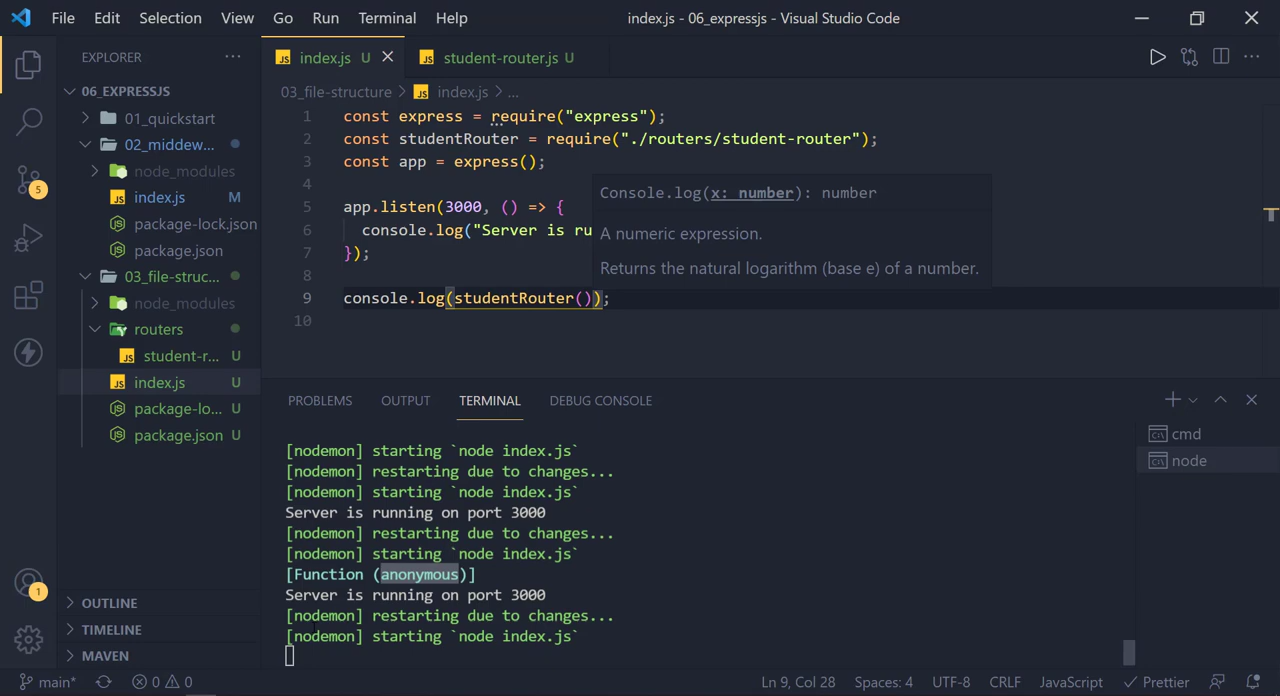 File Edit Selection View Go Run Terminal Help index.js - 06_expressjs - Visual Studio Code
EXPLORER ···
06_EXPRESSJS
01_quickstart
02_middew...
node_modules
index.js M
package-lock.json
package.json
03_file-struc...
node_modules
routers
student-r... U
index.js U
package-lo... U
package.json U
OUTLINE
TIMELINE
MAVEN
5
1
JS index.js U JS student-router.js U
03_file-structure > JS index.js > ...
1 const express = require("express");
2 const studentRouter = require("./routers/student-router");
3 const app = express();
4
5 app.listen(3000, () => {
6 console.log("Server is ru
7 });
8
9 console.log(studentRouter());
10
Console.log(x: number): number
A numeric expression.
Returns the natural logarithm (base e) of a number.
PROBLEMS OUTPUT TERMINAL DEBUG CONSOLE
[nodemon] starting `node index.js`
[nodemon] restarting due to changes...
[nodemon] starting `node index.js`
Server is running on port 3000
[nodemon] restarting due to changes...
[nodemon] starting `node index.js`
[Function (anonymous)]
Server is running on port 3000
[nodemon] restarting due to changes...
[nodemon] starting `node index.js`
cmd
node
main* 0 0 Ln 9, Col 28 Spaces: 4 UTF-8 CRLF JavaScript Prettier